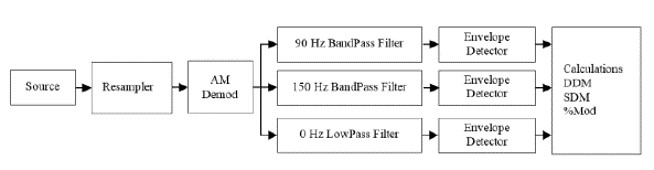 Source
Resampler
AM
Demod
90 Hz BandPass Filter
150 Hz BandPass Filter
0 Hz LowPass Filter
Envelope
Detector
Envelope
Detector
Envelope
Detector
Calculations
DDM
SDM
%Mod